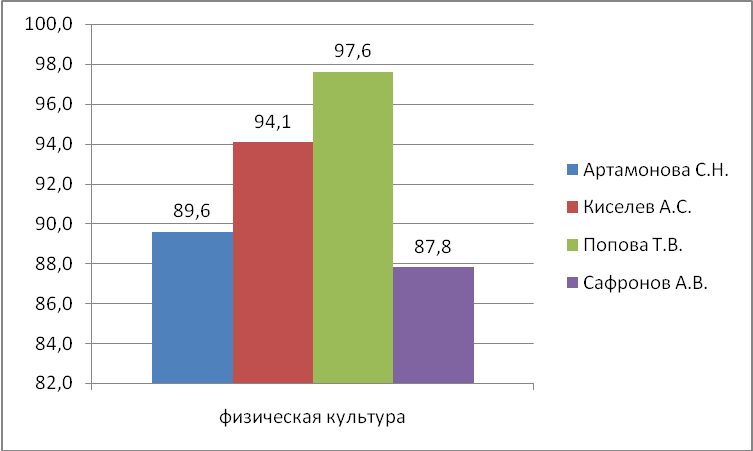 100,0
98,0
96,0
94,0
92,0
90,0
88,0
86,0
84,0
82,0
89,6
94,1
97,6
87,8
физическая культура
Артамонова С.Н.
Киселев А.С.
Попова Т.В.
Сафронов А.В.